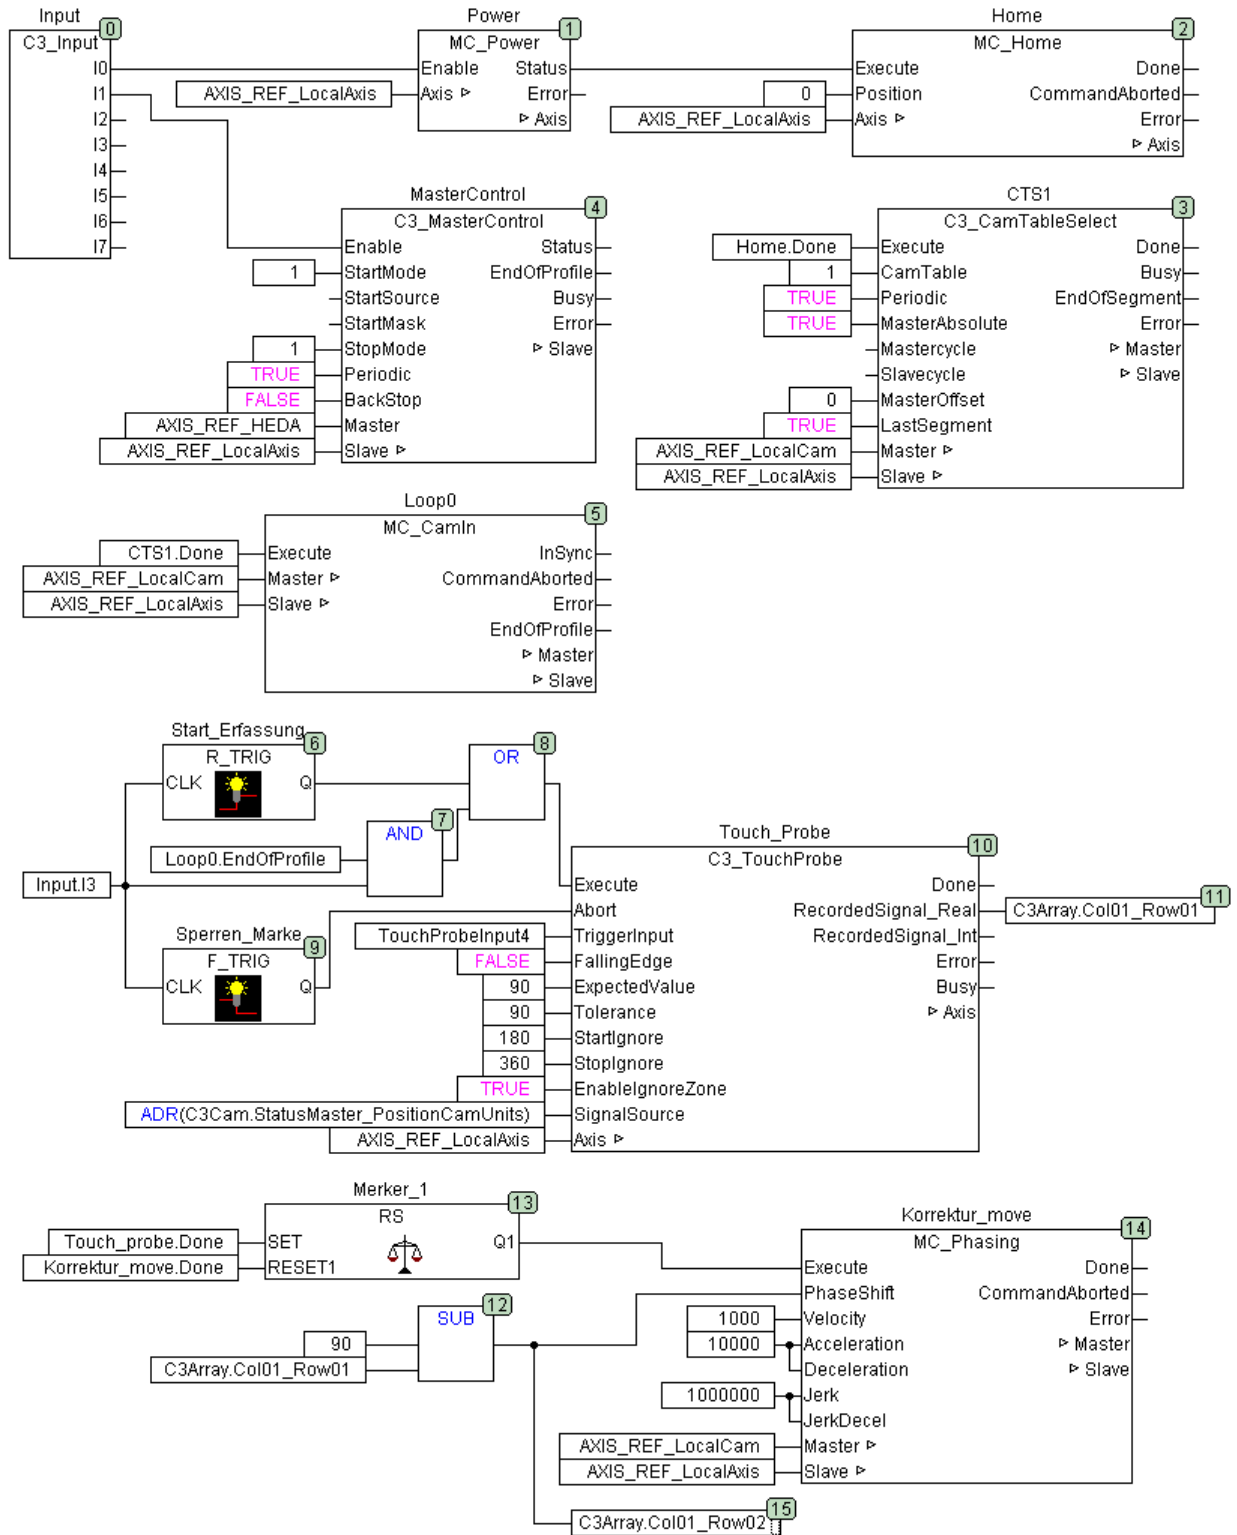 Input
0
C3_Input
I0
I1
I2
I3
I4
I5
I6
I7
Power
1
MC_Power
Enable Status
AXIS_REF_LocalAxis Axis Error
Axis
Home
2
MC_Home
Execute Done
0 Position CommandAborted
AXIS_REF_LocalAxis Axis Error
Axis
MasterControl
4
C3_MasterControl
Enable Status
1 StartMode EndOfProfile
StartSource Busy
StartMask Error
1 StopMode Slave
TRUE Periodic
FALSE BackStop
AXIS_REF_HEDA Master
AXIS_REF_LocalAxis Slave
CTS1
3
C3_CamTableSelect
Home.Done Execute Done
1 CamTable Busy
TRUE Periodic EndOfSegment
TRUE MasterAbsolute Error
Mastercycle Master
Slavecycle Slave
0 MasterOffset
TRUE LastSegment
AXIS_REF_LocalCam Master
AXIS_REF_LocalAxis Slave
Loop0
5
MC_CamIn
CTS1.Done Execute InSync
AXIS_REF_LocalCam Master CommandAborted
AXIS_REF_LocalAxis Slave Error
EndOfProfile
Master
Slave
Start_Erfassung
6
R_TRIG
CLK Q
8
OR
7
AND
Loop0.EndOfProfile
Input.I3
Sperren_Marke
9
F_TRIG
CLK Q
Touch_Probe
10
C3_TouchProbe
Execute Done
Abort RecordedSignal_Real C3Array.Col01_Row01 11
TouchProbeInput4 TriggerInput RecordedSignal_Int
FALSE FallingEdge Error
90 ExpectedValue Busy
90 Tolerance Axis
180 StartIgnore
360 StopIgnore
TRUE EnableIgnoreZone
ADR(C3Cam.StatusMaster_PositionCamUnits) SignalSource
AXIS_REF_LocalAxis Axis
Merker_1
13
RS
Touch_probe.Done SET Q1
Korrektur_move.Done RESET1
12
SUB
90
C3Array.Col01_Row01
Korrektur_move
14
MC_Phasing
Execute Done
PhaseShift CommandAborted
1000 Velocity Error
10000 Acceleration Master
Deceleration Slave
1000000 Jerk
JerkDecel
AXIS_REF_LocalCam Master
AXIS_REF_LocalAxis Slave
15
C3Array.Col01_Row02